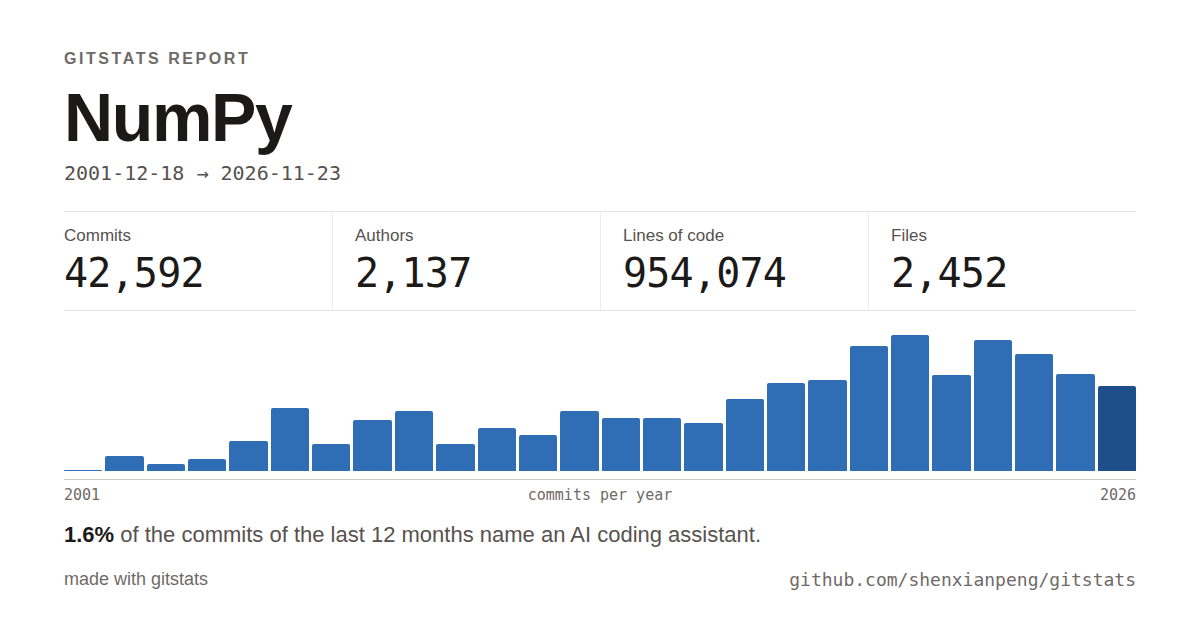 GITSTATS REPORT
NumPy
2001-12-18 → 2026-11-23
Commits
42,592
Authors
2,137
Lines of code
954,074
Files
2,452
2001
commits per year
2026
1.6% of the commits of the last 12 months name an AI coding assistant.
made with gitstats
github.com/shenxianpeng/gitstats